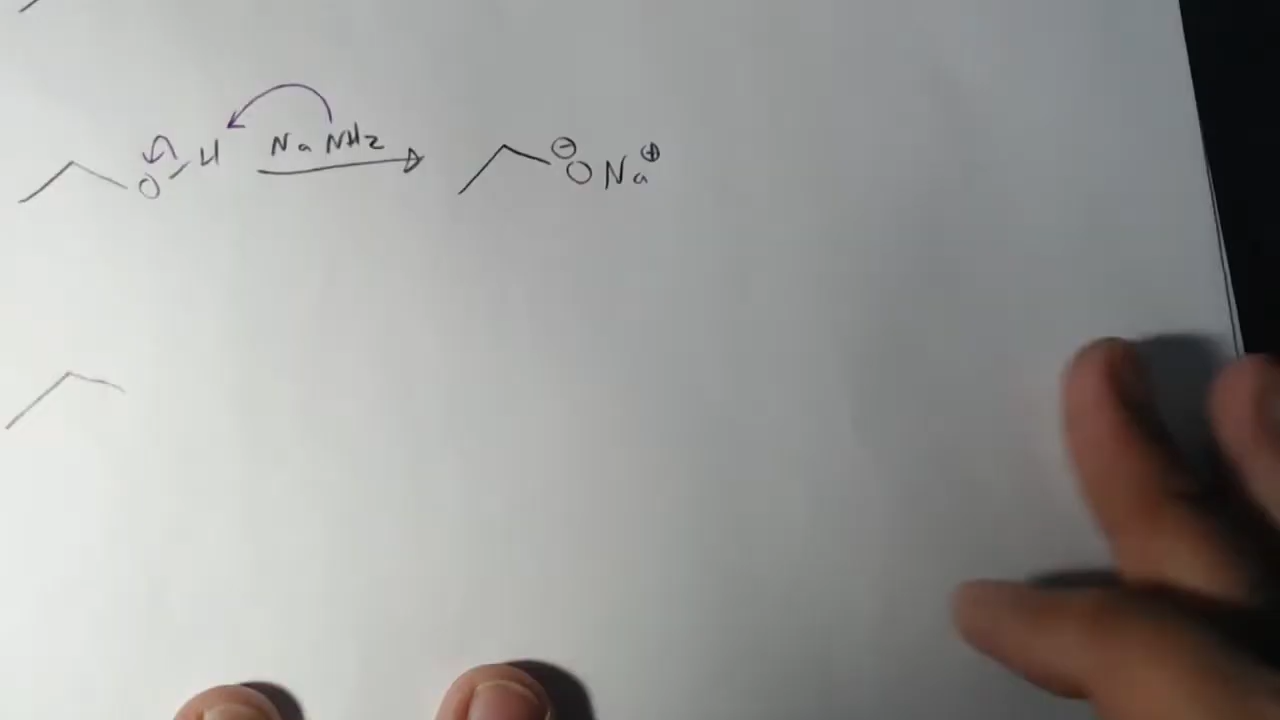 O H NaNH2 ⊖ O Na ⊕